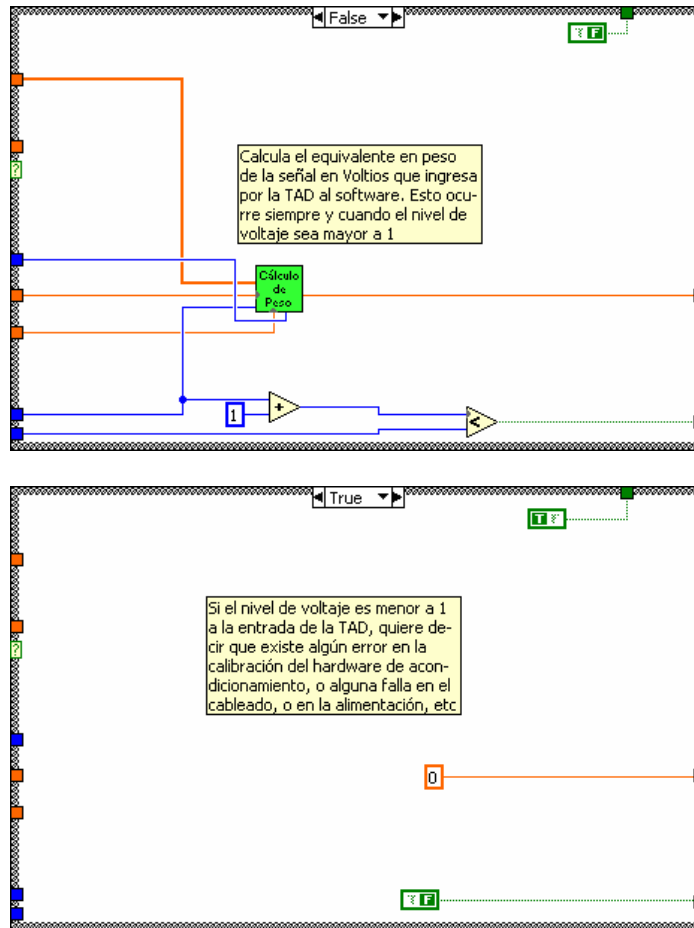 False
F
Calcula el equivalente en peso
de la señal en Voltios que ingresa
por la TAD al software. Esto ocu-
rre siempre y cuando el nivel de
voltaje sea mayor a 1
?
Cálculo
de
Peso
1
+
<
True
T
Si el nivel de voltaje es menor a 1
a la entrada de la TAD, quiere de-
cir que existe algún error en la
calibración del hardware de acon-
dicionamiento, o alguna falla en el
cableado, o en la alimentación, etc
?
0
F